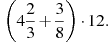 (4 2/3 + 3/8) · 12.